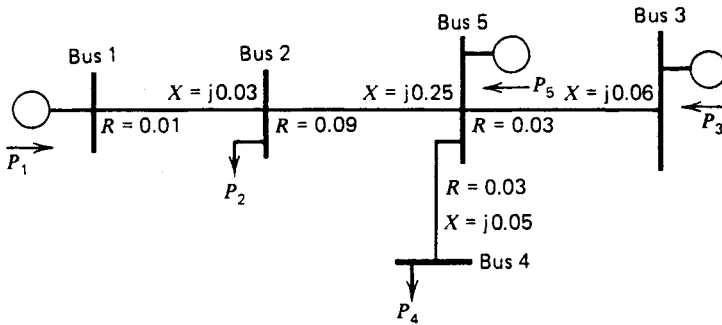 Bus 1
Bus 2
Bus 5
Bus 3
X = j0.03
X = j0.25
P5
X = j0.06
P1
R = 0.01
R = 0.09
R = 0.03
P3
P2
R = 0.03
X = j0.05
Bus 4
P4